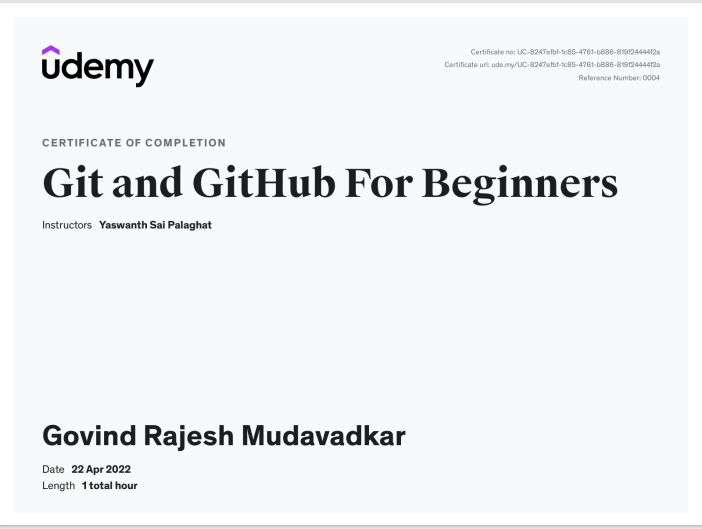 udemy
Certificate no: UC-8247efbf-1c85-4761-b886-819f24444f2a
Certificate url: ude.my/UC-8247efbf-1c85-4761-b886-819f24444f2a
Reference Number: 0004
CERTIFICATE OF COMPLETION
Git and GitHub For Beginners
Instructors Yaswanth Sai Palaghat
Govind Rajesh Mudavadkar
Date 22 Apr 2022
Length 1 total hour